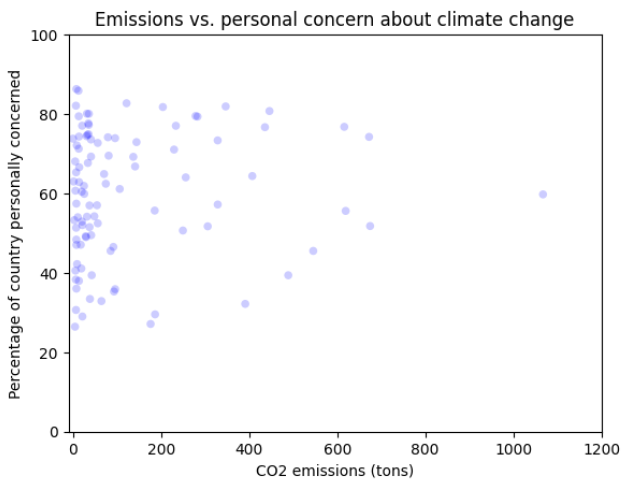 Emissions vs. personal concern about climate change
Percentage of country personally concerned
100
80
60
40
20
0
0 200 400 600 800 1000 1200
CO2 emissions (tons)